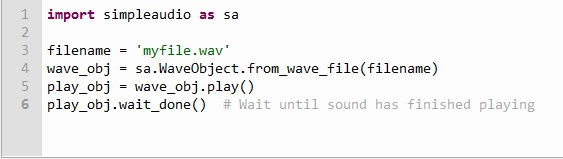 1 import simpleaudio as sa
2
3 filename = 'myfile.wav'
4 wave_obj = sa.WaveObject.from_wave_file(filename)
5 play_obj = wave_obj.play()
6 play_obj.wait_done()  # Wait until sound has finished playing